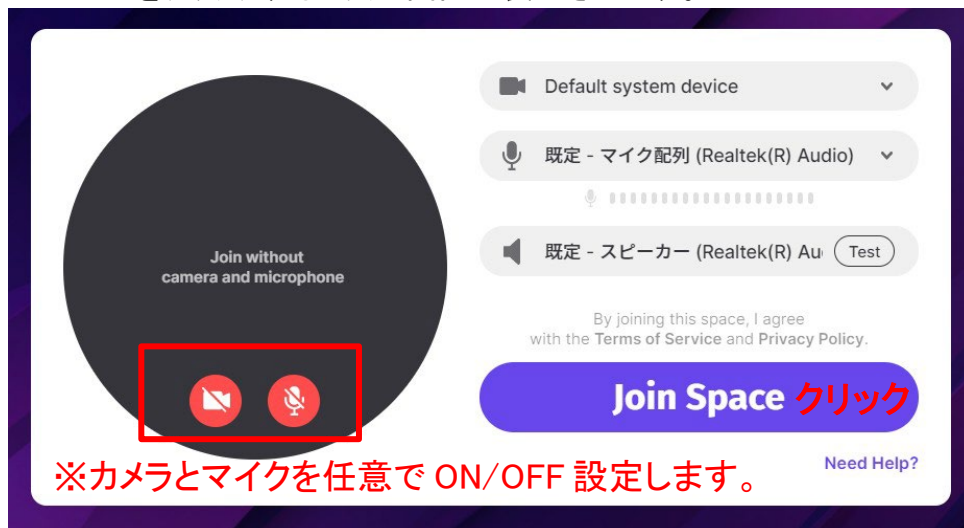 Default system device
既定 - マイク配列 (Realtek(R) Audio)
既定 - スピーカー (Realtek(R) Au
Test
Join without
camera and microphone
By joining this space, I agree
with the Terms of Service and Privacy Policy.
Join Space クリック
Need Help?
※カメラとマイクを任意で ON/OFF 設定します。